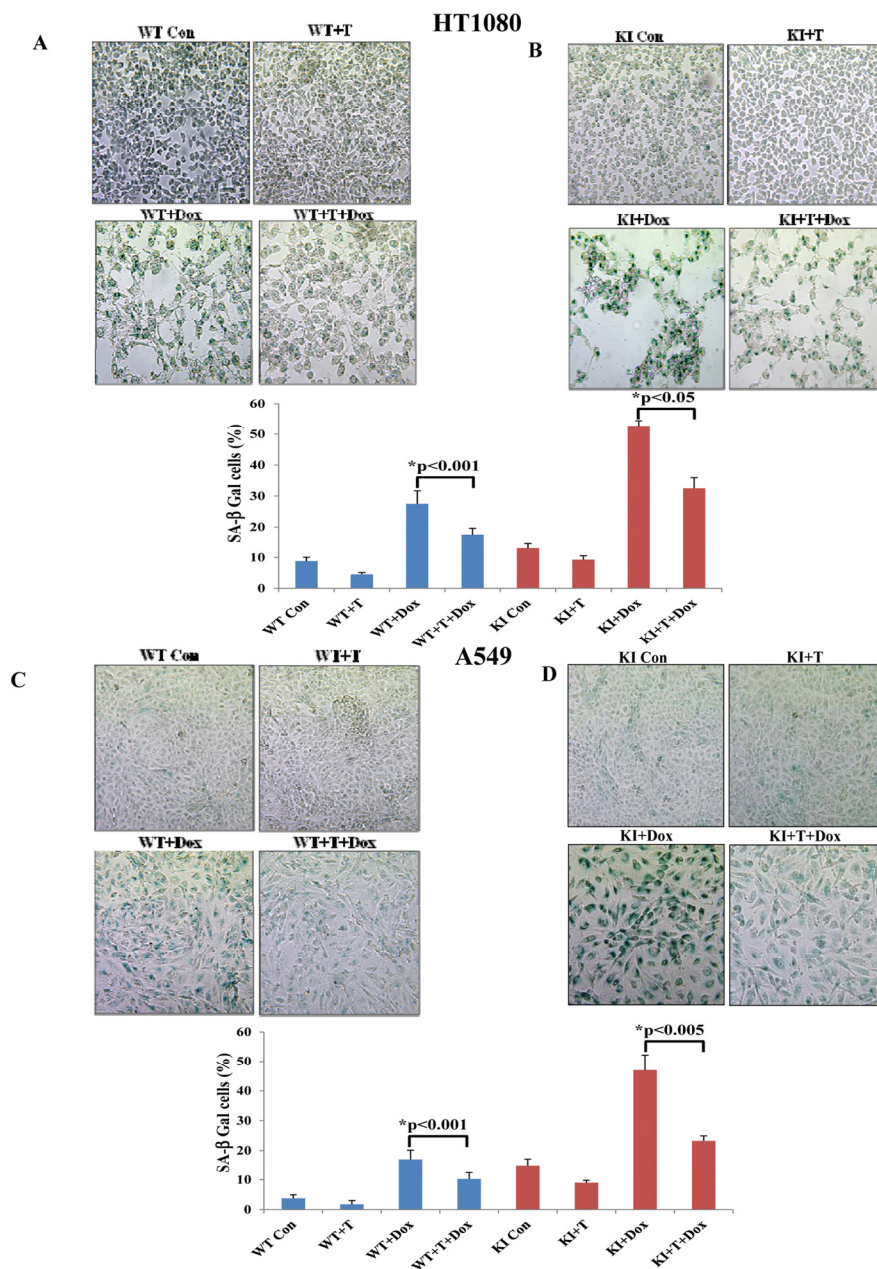 HT1080
A
WT Con
WT+T
B
KI Con
KI+T
WT+Dox
WT+T+Dox
KI+Dox
KI+T+Dox
SA-β Gal cells (%)
60
50
40
30
20
10
0
*p<0.001
*p<0.05
WT Con
WT+T
WT+Dox
WT+T+Dox
KI Con
KI+T
KI+Dox
KI+T+Dox
A549
C
WT Con
WT+T
D
KI Con
KI+T
WT+Dox
WT+T+Dox
KI+Dox
KI+T+Dox
SA-β Gal cells (%)
60
50
40
30
20
10
0
*p<0.001
*p<0.005
WT Con
WT+T
WT+Dox
WT+T+Dox
KI Con
KI+T
KI+Dox
KI+T+Dox